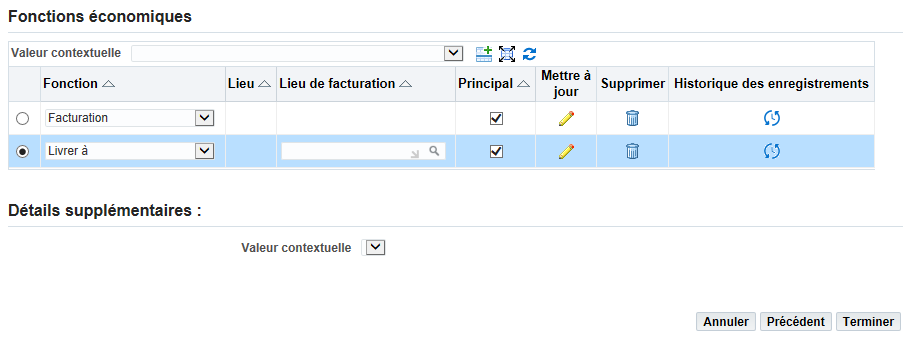 Fonctions économiques
Valeur contextuelle
Fonction Lieu Lieu de facturation Principal Mettre à jour Supprimer Historique des enregistrements
Facturation
Livrer à
Détails supplémentaires :
Valeur contextuelle
Annuler Précédent Terminer